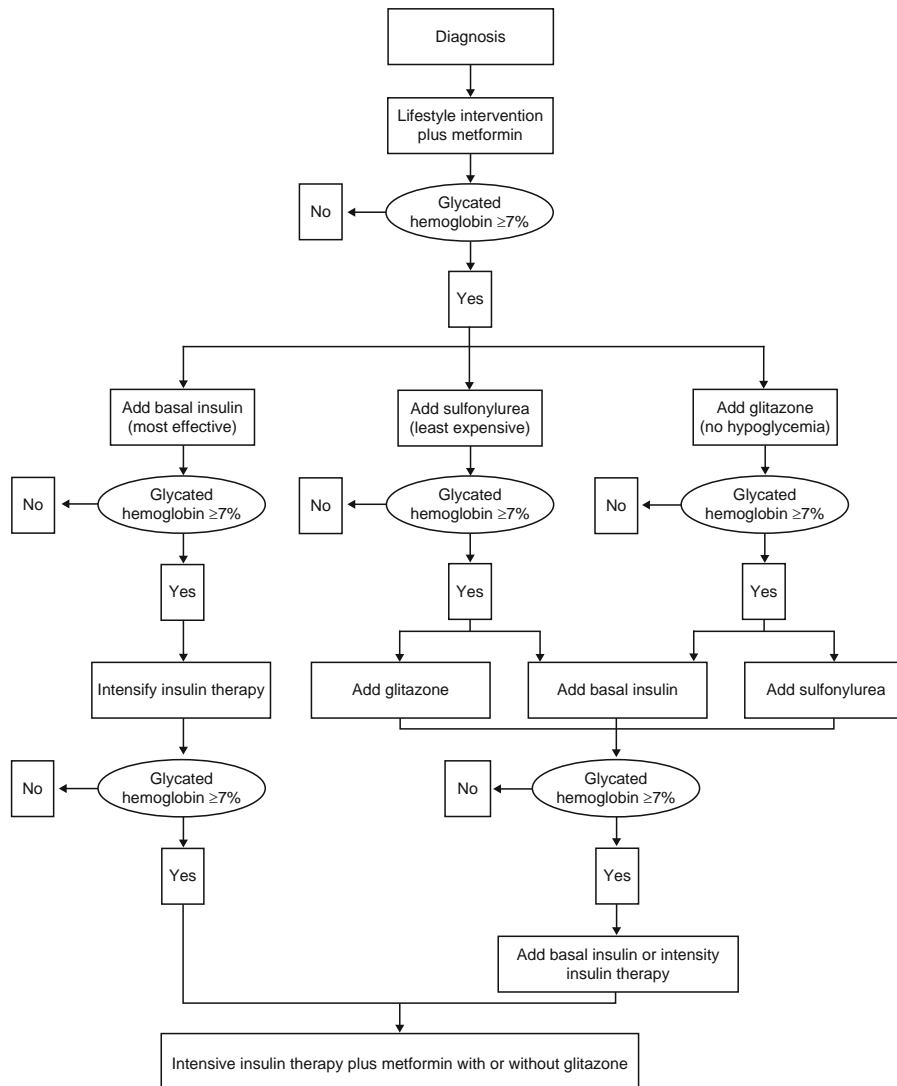 Diagnosis
Lifestyle intervention
plus metformin
No
Glycated
hemoglobin ≥7%
Yes
Add basal insulin
(most effective)
Add sulfonylurea
(least expensive)
Add glitazone
(no hypoglycemia)
No
Glycated
hemoglobin ≥7%
No
Glycated
hemoglobin ≥7%
No
Glycated
hemoglobin ≥7%
Yes
Yes
Yes
Intensify insulin therapy
Add glitazone
Add basal insulin
Add sulfonylurea
No
Glycated
hemoglobin ≥7%
No
Glycated
hemoglobin ≥7%
Yes
Yes
Add basal insulin or intensity
insulin therapy
Intensive insulin therapy plus metformin with or without glitazone